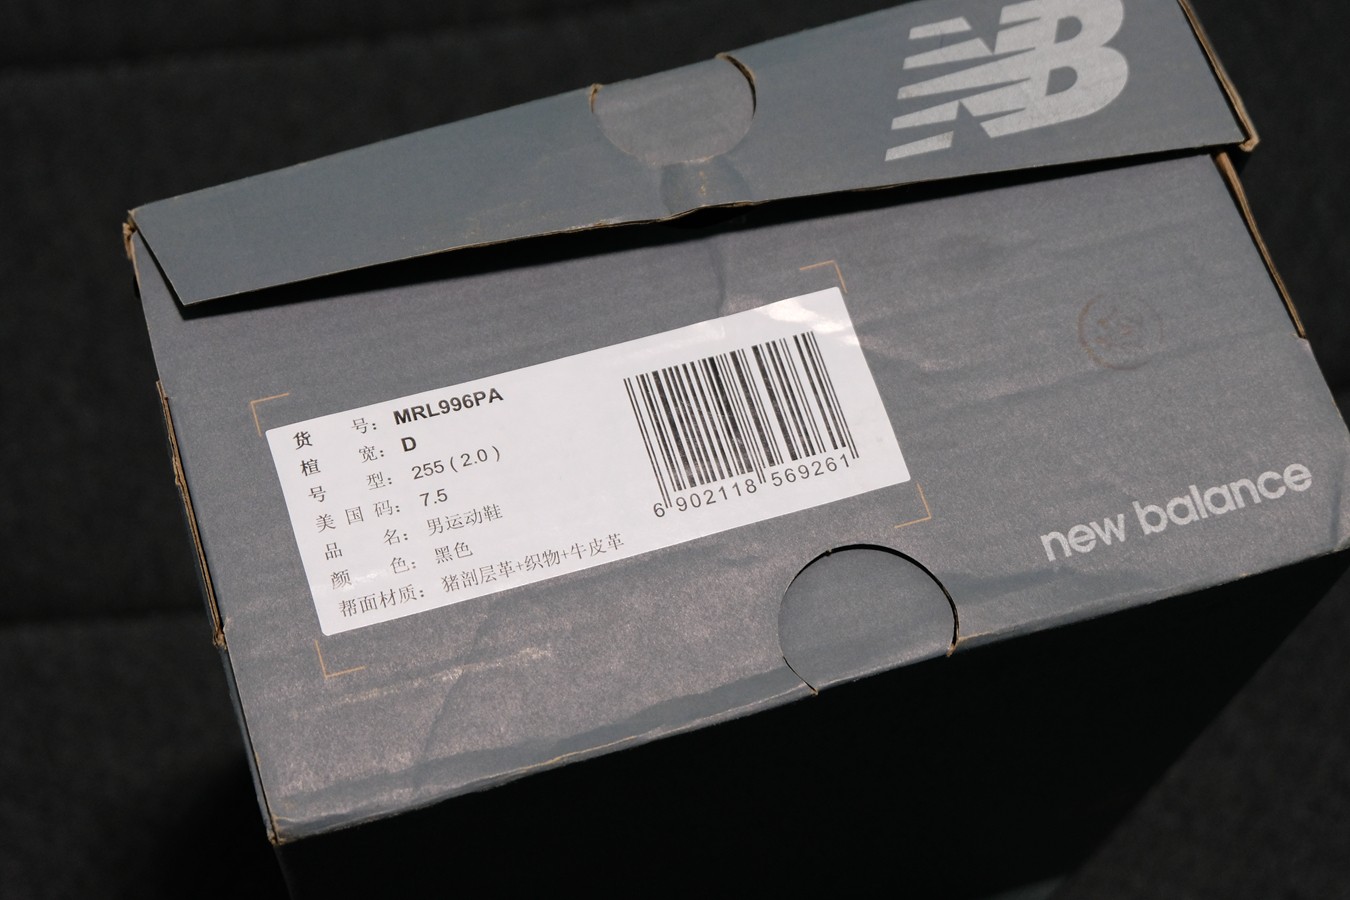 NB
货号：MRL996PA
楦宽：D
号型：255(2.0)
美国码：7.5
品名：男运动鞋
颜色：黑色
帮面材质：猪剖层革+织物+牛皮革
6 902118 569261
new balance